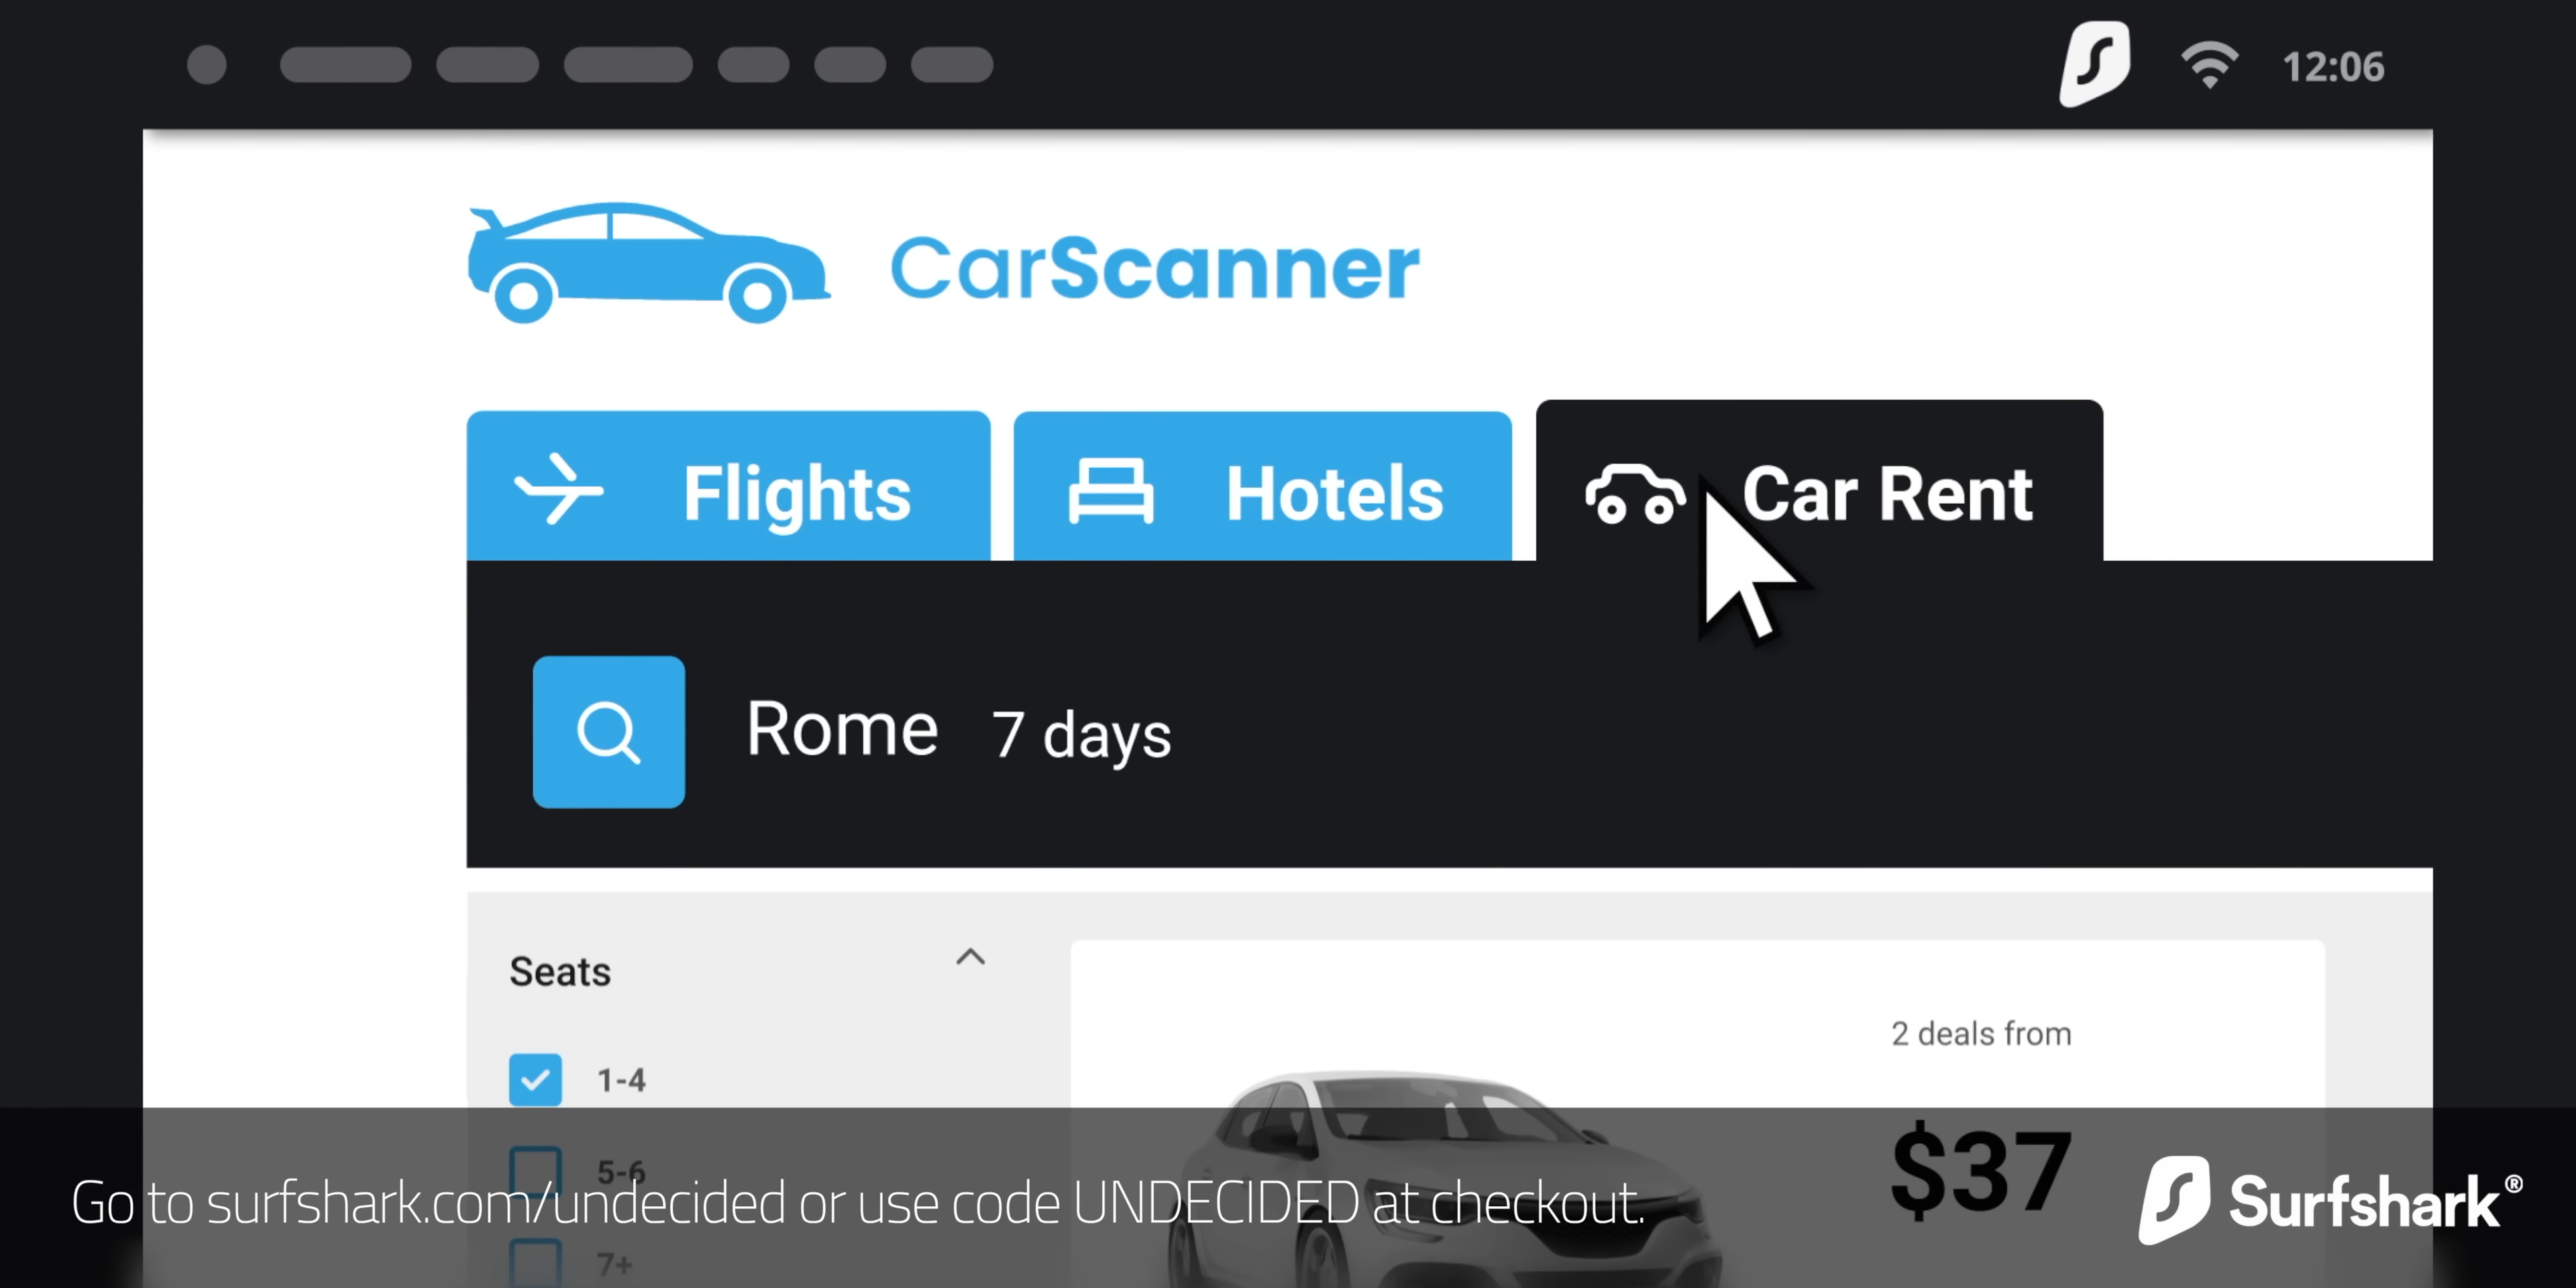 12:06
CarScanner
Flights Hotels Car Rent
Rome 7 days
Seats
2 deals from
1-4
$37
5-6
Go to surfshark.com/undecided or use code UNDECIDED at checkout.
Surfshark®
7+